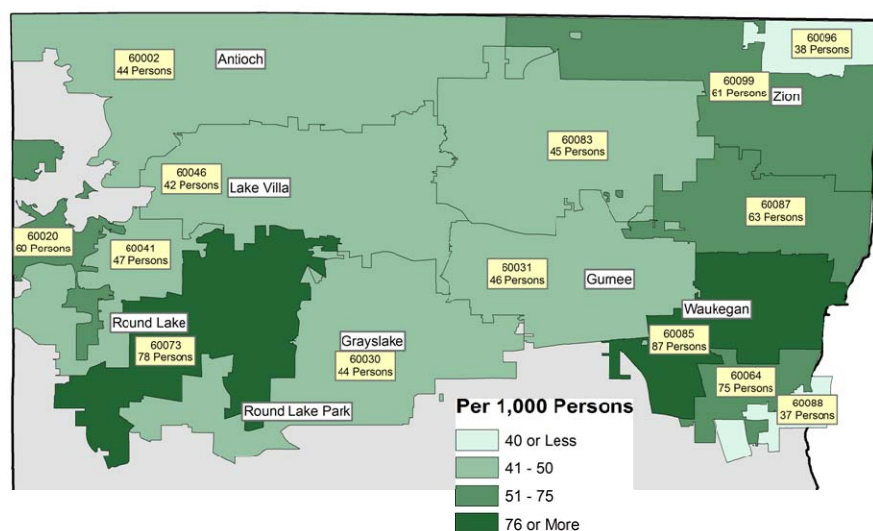 60096
38 Persons
60002
44 Persons
Antioch
60099
61 Persons
Zion
60083
45 Persons
60046
42 Persons
Lake Villa
60087
63 Persons
60020
60 Persons
60041
47 Persons
60031
46 Persons
Gurnee
Waukegan
Round Lake
60085
87 Persons
Grayslake
60073
78 Persons
60030
44 Persons
60064
75 Persons
60088
37 Persons
Round Lake Park
Per 1,000 Persons
40 or Less
41 - 50
51 - 75
76 or More